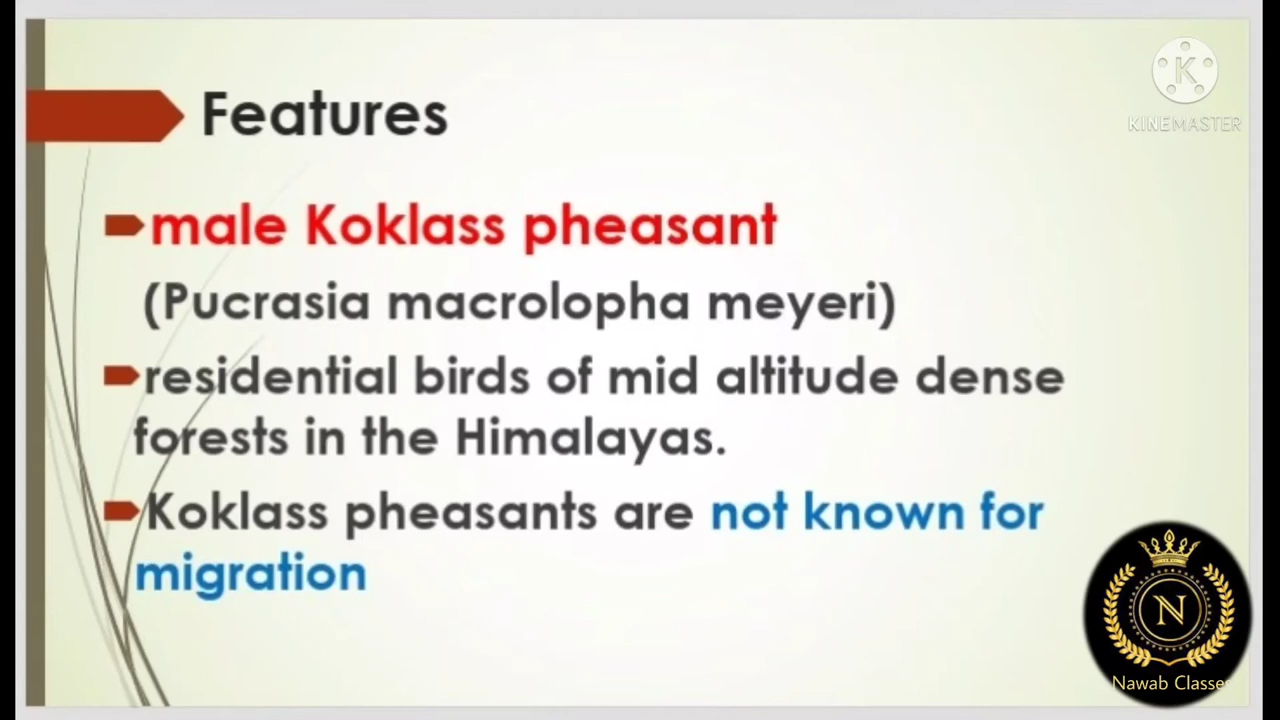 Features
K
KINEMASTER
male Koklass pheasant
(Pucrasia macrolopha meyeri)
residential birds of mid altitude dense
forests in the Himalayas.
Koklass pheasants are not known for
migration
N
Nawab Classes